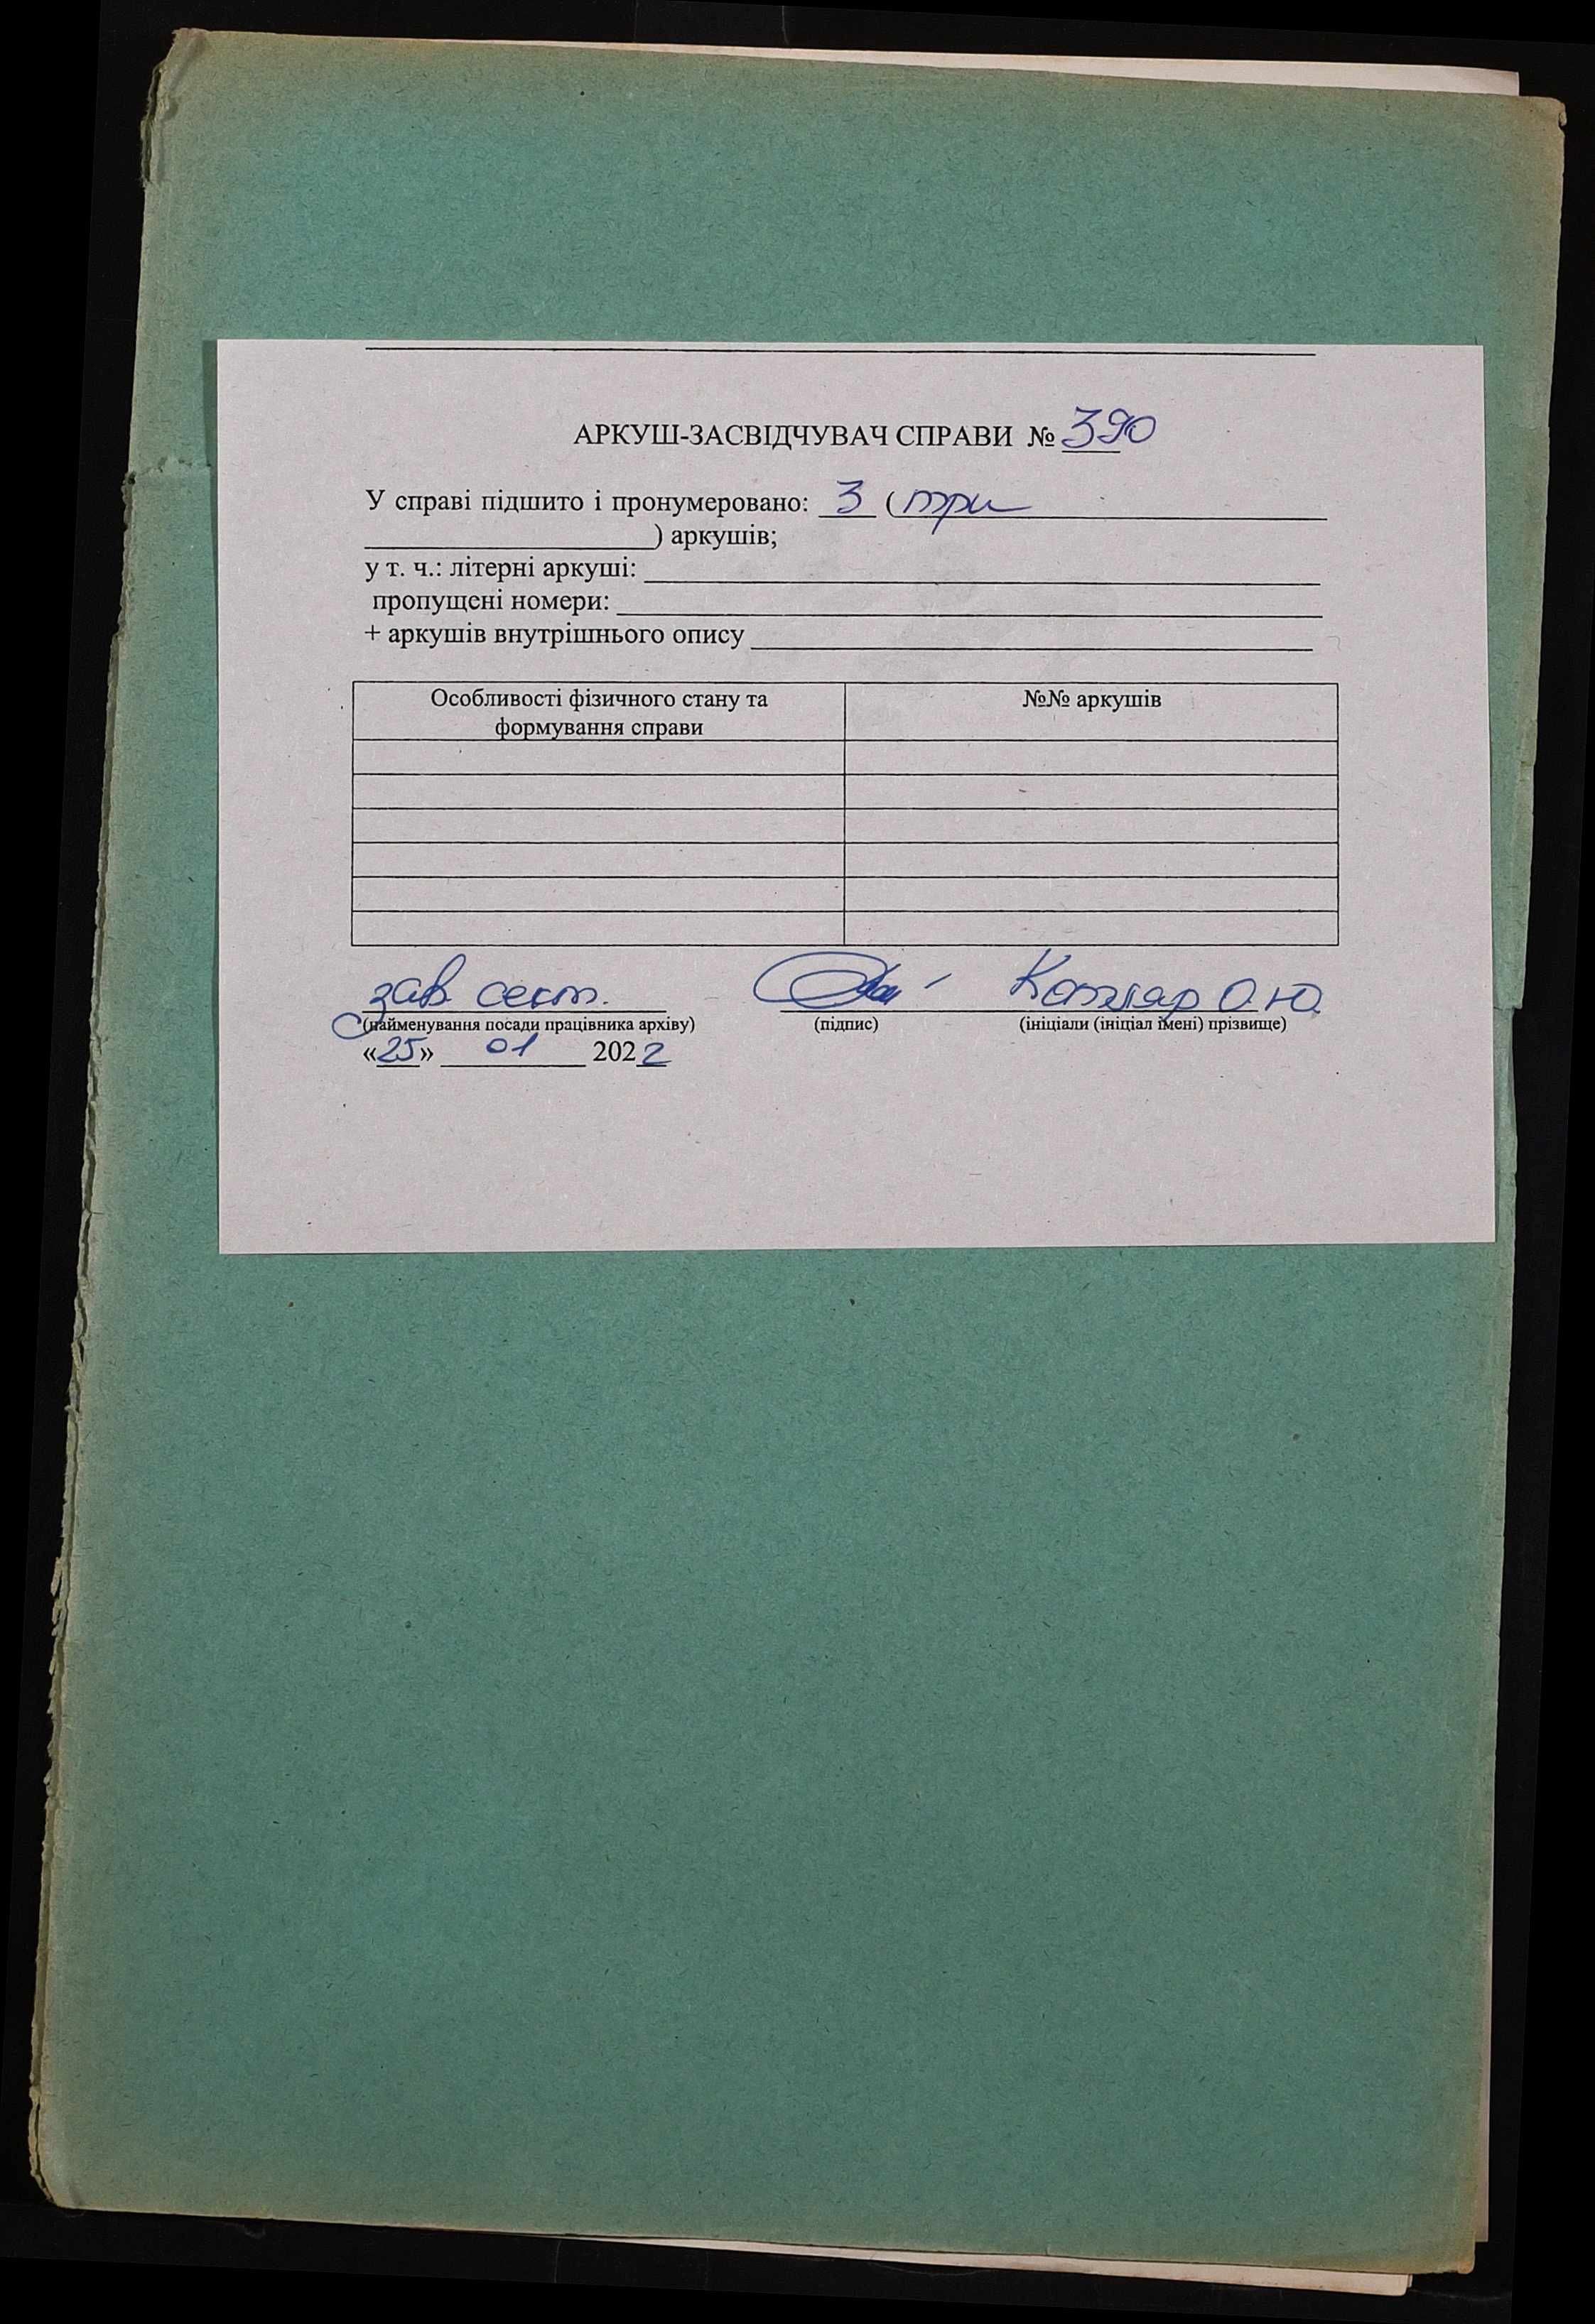 АРКУШ-ЗАСВІДЧУВАЧ СПРАВИ № 390
У справі підшито і пронумеровано: 3 ( три
) аркушів;
у т. ч.: літерні аркуші:
пропущені номери:
+ аркушів внутрішнього опису
Особливості фізичного стану та №№ аркушів
формування справи
зав. сект. Котляр О.Ю.
(найменування посади працівника архіву) (підпис) (ініціали (ініціал імені) прізвище)
«25» 01 2022